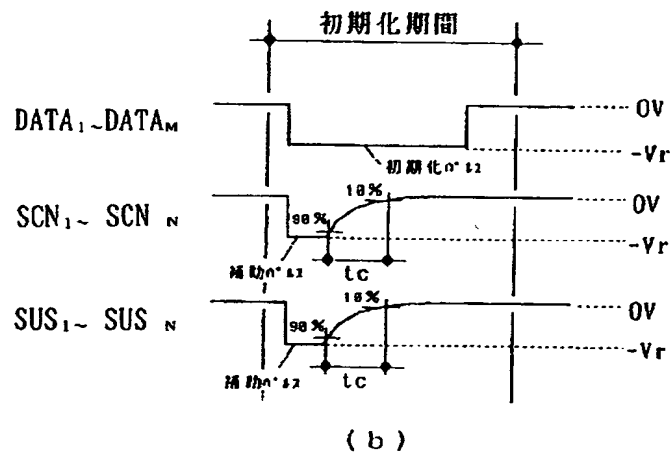 初期化期間
DATA₁~DATAM
0V
-Vr
初期化パルス
SCN₁~ SCN N
90%
10%
0V
-Vr
補助パルス
tc
SUS₁~ SUS N
90%
10%
0V
-Vr
補助パルス
tc
(b)